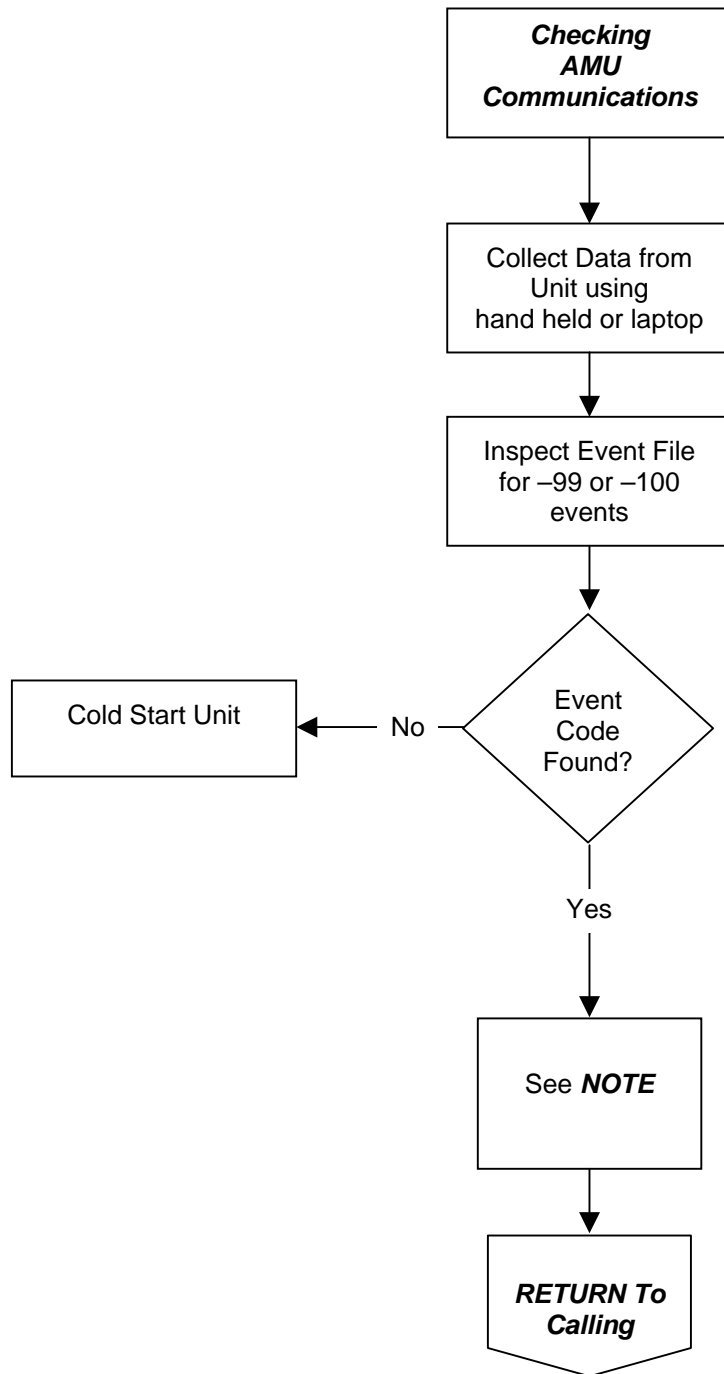 Checking
AMU
Communications
Collect Data from
Unit using
hand held or laptop
Inspect Event File
for –99 or –100
events
Event
Code
Found?
No
Cold Start Unit
Yes
See NOTE
RETURN To
Calling